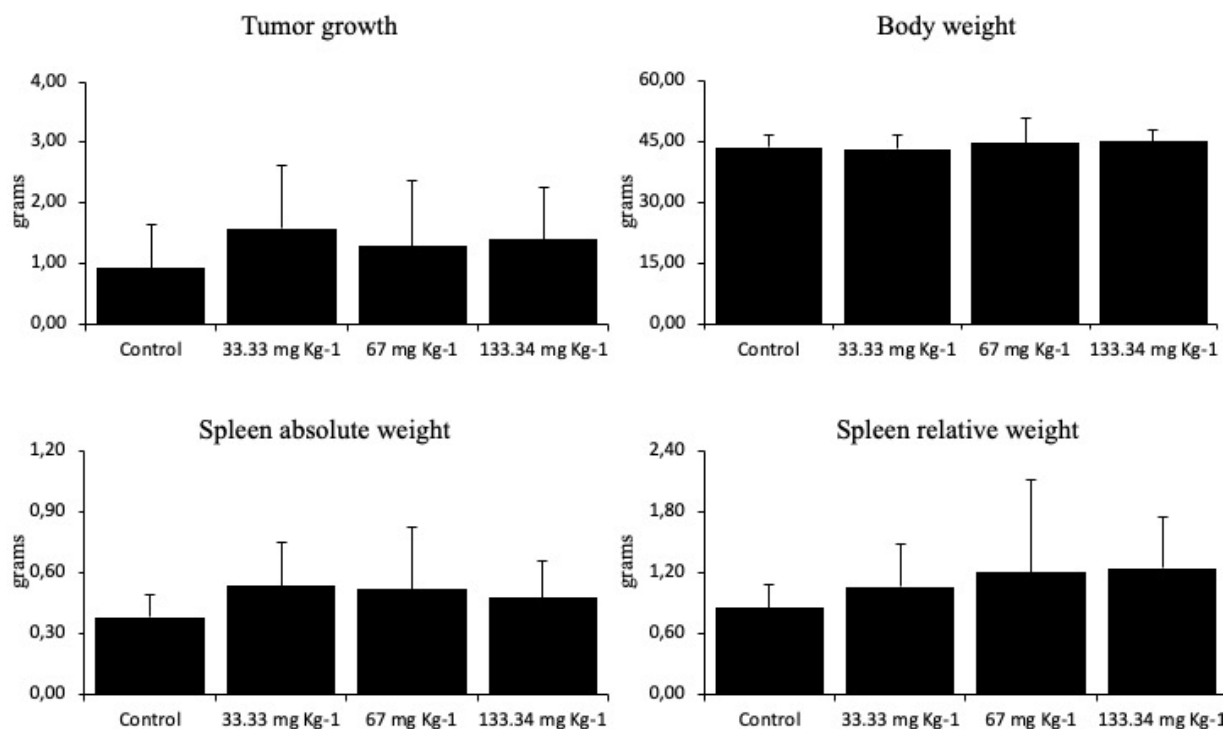 Tumor growth
4,00
3,00
2,00
1,00
0,00
grams
Control 33.33 mg Kg-1 67 mg Kg-1 133.34 mg Kg-1
Body weight
60,00
45,00
30,00
15,00
0,00
grams
Control 33.33 mg Kg-1 67 mg Kg-1 133.34 mg Kg-1
Spleen absolute weight
1,20
0,90
0,60
0,30
0,00
grams
Control 33.33 mg Kg-1 67 mg Kg-1 133.34 mg Kg-1
Spleen relative weight
2,40
1,80
1,20
0,60
0,00
grams
Control 33.33 mg Kg-1 67 mg Kg-1 133.34 mg Kg-1